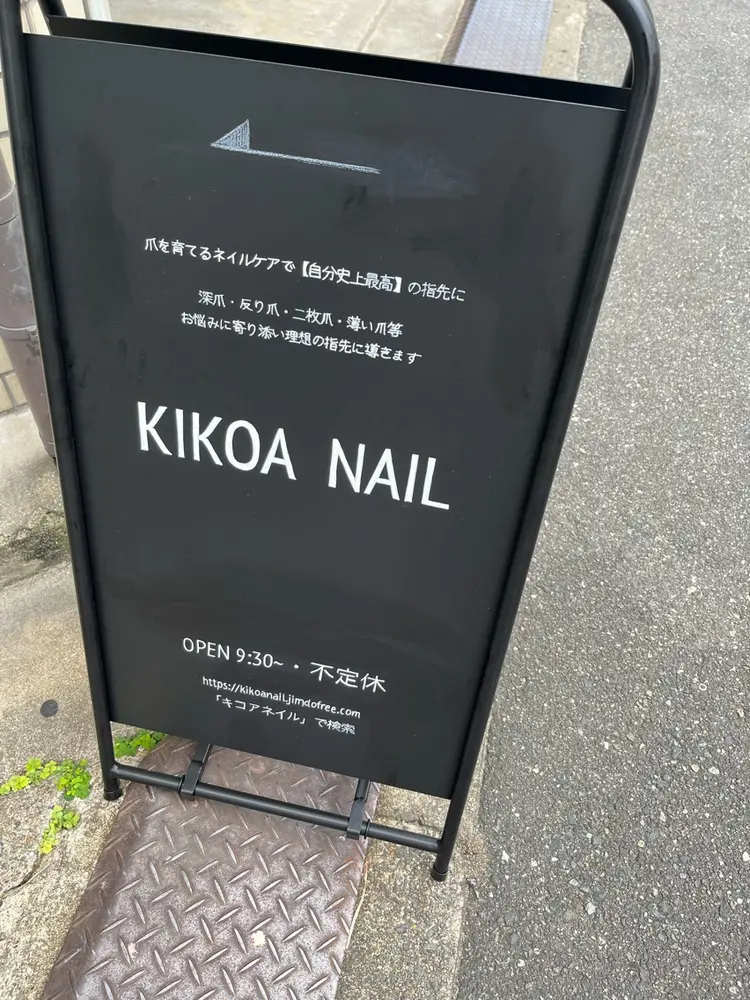 爪を育てるネイルケアで【自分史上最高】の指先に
深爪・反り爪・二枚爪・薄い爪等
お悩みに寄り添い理想の指先に導きます
KIKOA NAIL
OPEN 9:30~・不定休
https://kikoanail.jimdofree.com
「キコアネイル」で検索